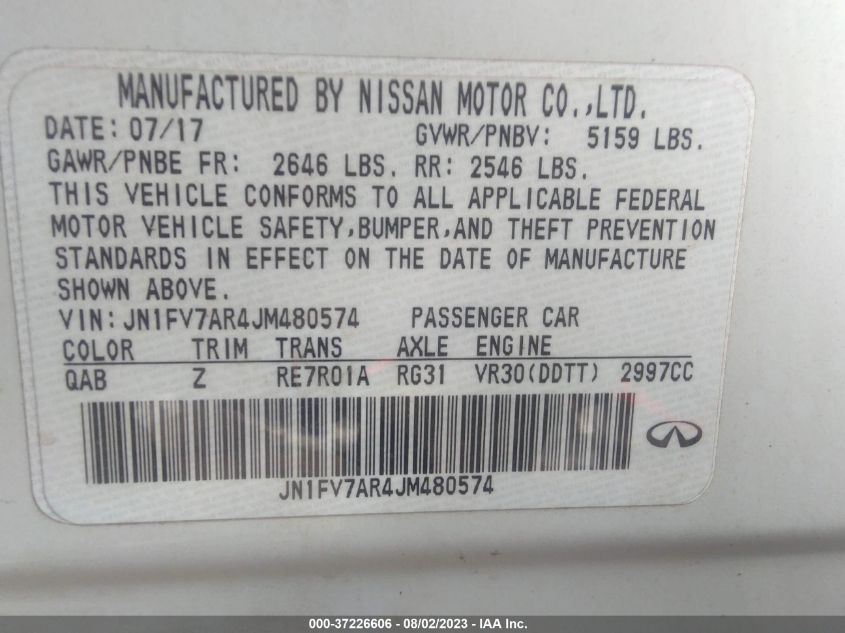 MANUFACTURED BY NISSAN MOTOR CO.,LTD.
DATE: 07/17 GVWR/PNBV: 5159 LBS.
GAWR/PNBE FR: 2646 LBS. RR: 2546 LBS.
THIS VEHICLE CONFORMS TO ALL APPLICABLE FEDERAL
MOTOR VEHICLE SAFETY,BUMPER,AND THEFT PREVENTION
STANDARDS IN EFFECT ON THE DATE OF MANUFACTURE
SHOWN ABOVE.
VIN:JN1FV7AR4JM480574 PASSENGER CAR
COLOR TRIM TRANS AXLE ENGINE
QAB Z RE7R01A RG31 VR30(DDTT) 2997CC
JN1FV7AR4JM480574
000-37226606 - 08/02/2023 - IAA Inc.